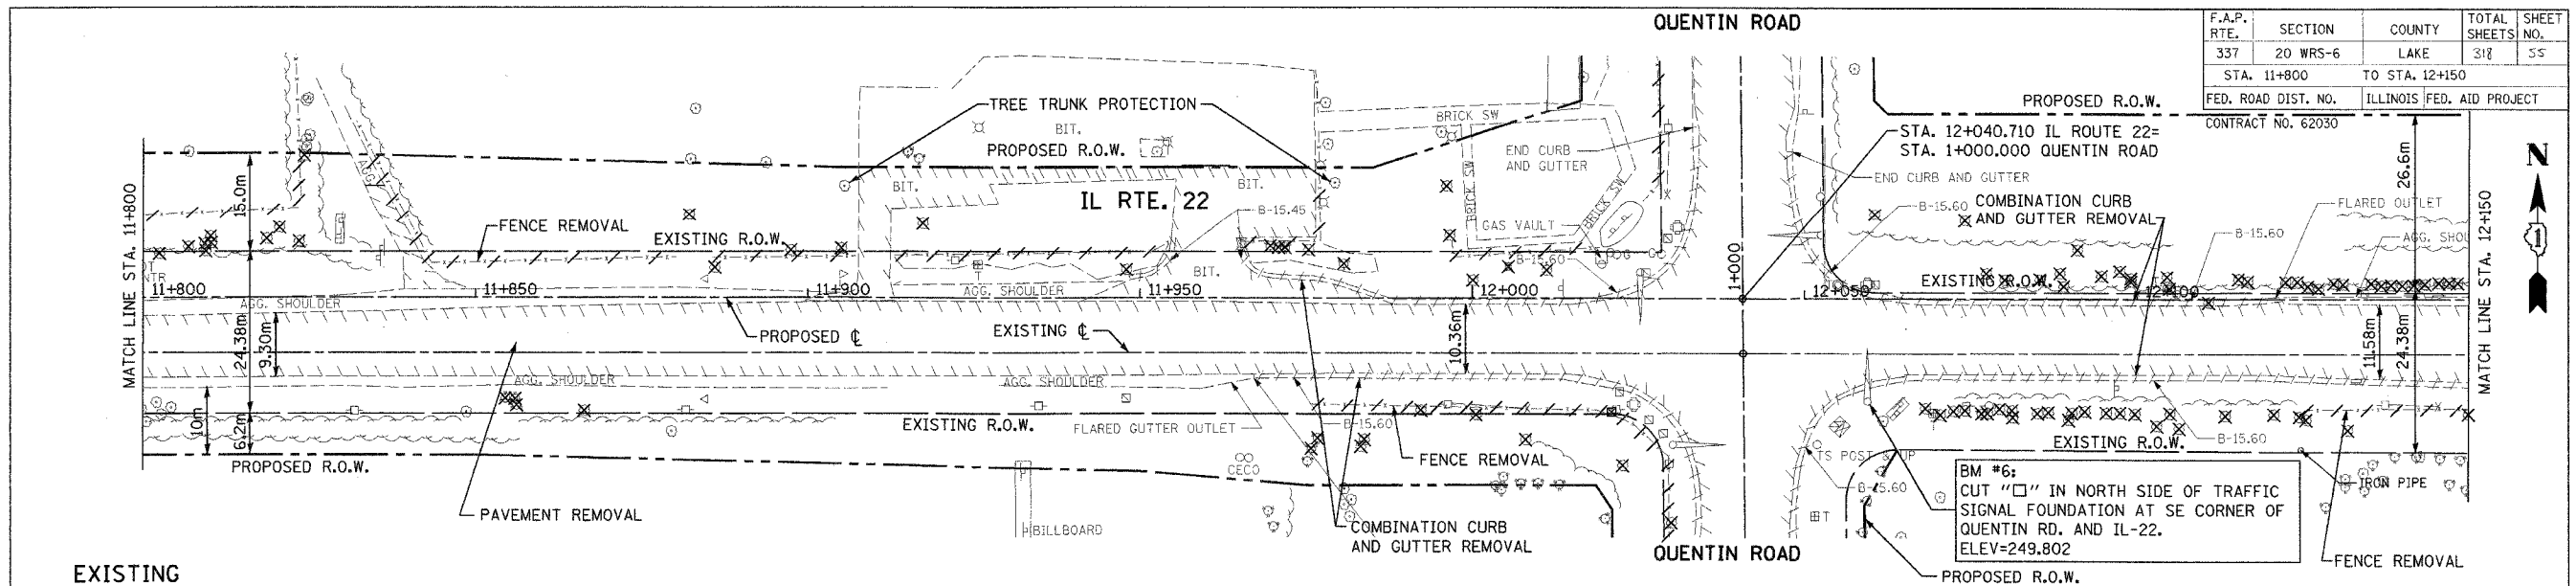 QUENTIN ROAD
F.A.P. RTE. SECTION COUNTY TOTAL SHEETS SHEET NO.
337 20 WRS-6 LAKE 318 55
STA. 11+800 TO STA. 12+150
FED. ROAD DIST. NO. ILLINOIS FED. AID PROJECT
CONTRACT NO. 62030
PROPOSED R.O.W.
TREE TRUNK PROTECTION
BIT.
PROPOSED R.O.W.
BRICK SW
STA. 12+040.710 IL ROUTE 22=
STA. 1+000.000 QUENTIN ROAD
END CURB
AND GUTTER
END CURB AND GUTTER
N
1
AGG.
15.0m
26.6m
BIT.
BIT.
IL RTE. 22
BRICK SW
BRICK SW
B-15.45
B-15.60
COMBINATION CURB
AND GUTTER REMOVAL
FLARED OUTLET
FENCE REMOVAL
EXISTING R.O.W.
GAS VAULT
B-15.60
AGG. SHOU
B-15.60
BIT.
G
MATCH LINE STA. 11+800
MATCH LINE STA. 12+150
NTR
11+800
11+850
11+900
11+950
12+000
1+000
12+050
EXISTING R.O.W.
12+100
AGG. SHOULDER
AGG. SHOULDER
24.38m
9.30m
PROPOSED ℄
EXISTING ℄
10.36m
11.58m
24.38m
AGG. SHOULDER
AGG. SHOULDER
10m
6.2m
EXISTING R.O.W.
FLARED GUTTER OUTLET
B-15.60
EXISTING R.O.W.
B-15.60
PROPOSED R.O.W.
CECO
FENCE REMOVAL
TS POST & UP
B-15.60
IRON PIPE
BM #6:
CUT "□" IN NORTH SIDE OF TRAFFIC
SIGNAL FOUNDATION AT SE CORNER OF
QUENTIN RD. AND IL-22.
ELEV=249.802
PAVEMENT REMOVAL
BILLBOARD
COMBINATION CURB
AND GUTTER REMOVAL
T
QUENTIN ROAD
FENCE REMOVAL
PROPOSED R.O.W.
EXISTING